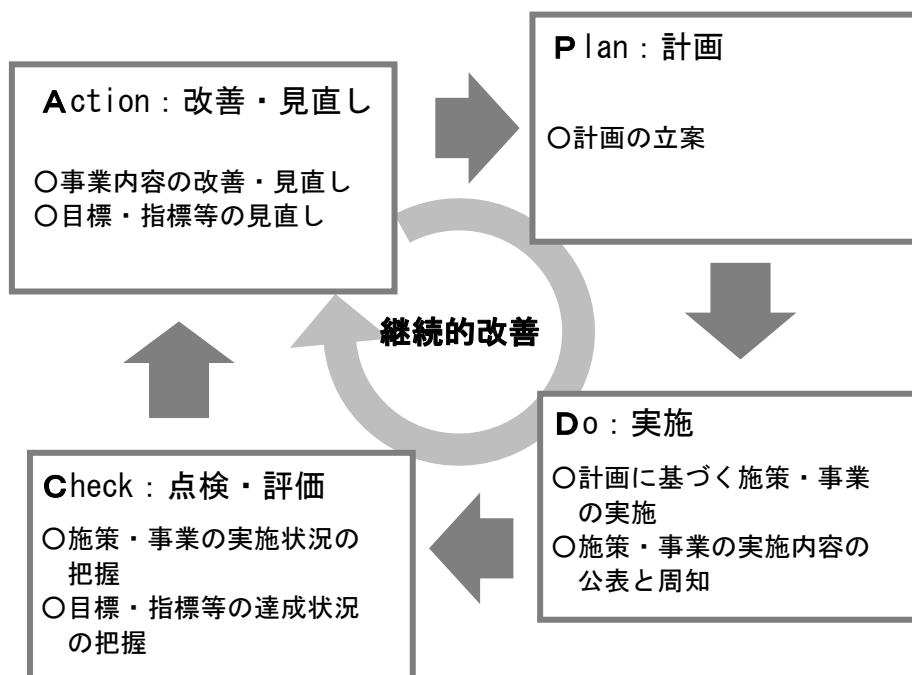 Plan：計画
○計画の立案
Action：改善・見直し
○事業内容の改善・見直し
○目標・指標等の見直し
継続的改善
Do：実施
○計画に基づく施策・事業
の実施
○施策・事業の実施内容の
公表と周知
Check：点検・評価
○施策・事業の実施状況の
把握
○目標・指標等の達成状況
の把握